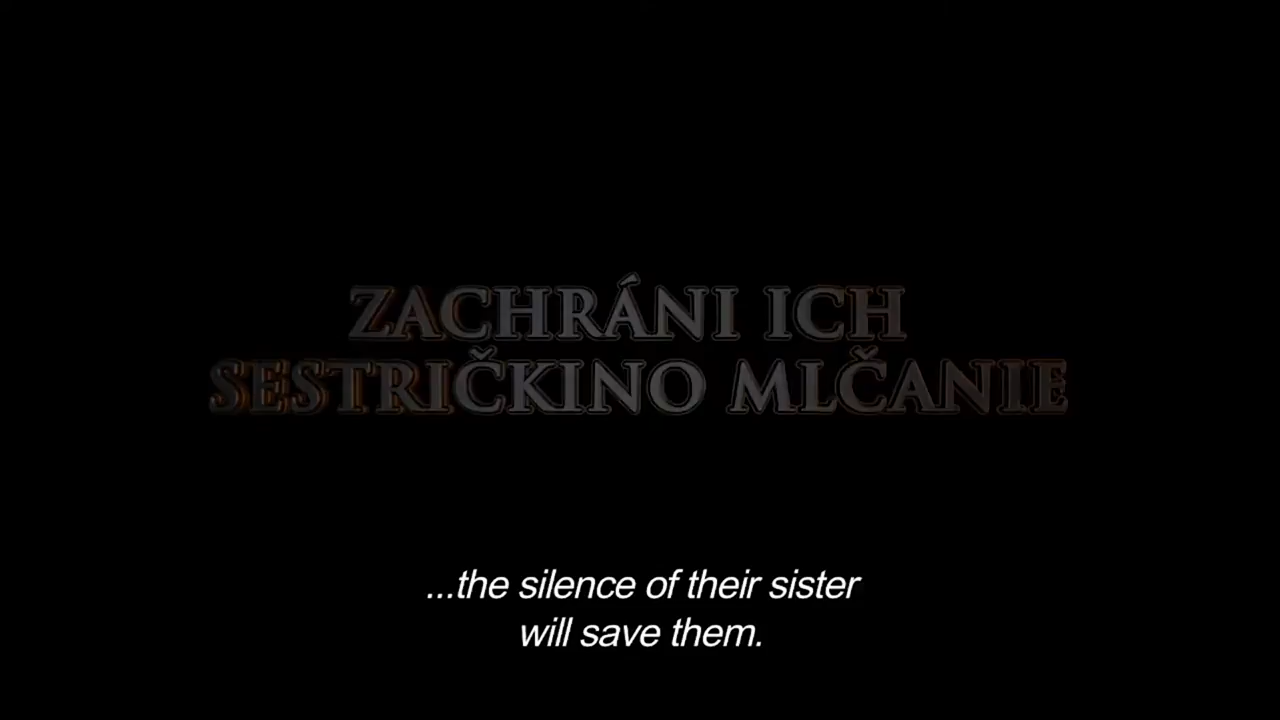 ZACHRÁNI ICH
SESTRIČKINO MLČANIE
...the silence of their sister
will save them.